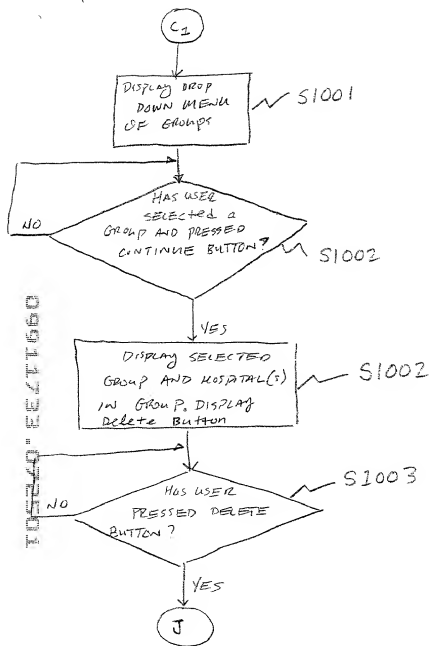 C1
DISPLAY DROP
DOWN MENU
OF GROUPS
S1001
HAS USER
SELECTED A
GROUP AND PRESSED
CONTINUE BUTTON?
NO
S1002
YES
DISPLAY SELECTED
GROUP AND HOSPITAL(S)
IN GROUP. DISPLAY
Delete BUTTON
S1002
HAS USER
PRESSED DELETE
BUTTON?
NO
S1003
YES
J